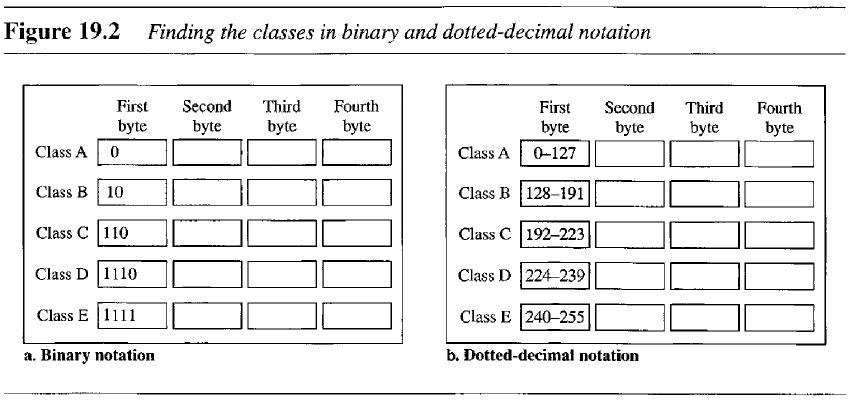 Figure 19.2 Finding the classes in binary and dotted-decimal notation
First Second Third Fourth
byte byte byte byte
Class A 0
Class B 10
Class C 110
Class D 1110
Class E 1111
a. Binary notation
First Second Third Fourth
byte byte byte byte
Class A 0–127
Class B 128–191
Class C 192–223
Class D 224–239
Class E 240–255
b. Dotted-decimal notation